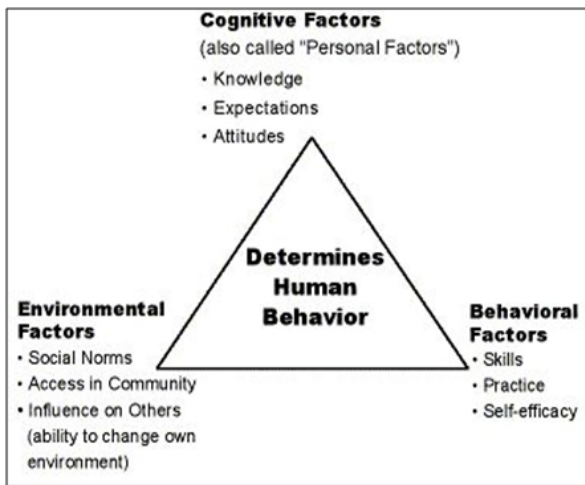 Cognitive Factors
(also called "Personal Factors")
• Knowledge
• Expectations
• Attitudes
Determines
Human
Behavior
Environmental
Factors
• Social Norms
• Access in Community
• Influence on Others
(ability to change own
environment)
Behavioral
Factors
• Skills
• Practice
• Self-efficacy